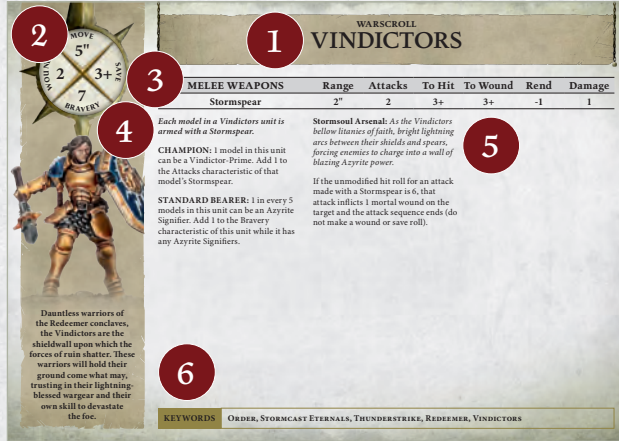 1
WARSCROLL
VINDICTORS
2
MOVE
5"
WOUNDS
2
3+
SAVE
7
BRAVERY
3
MELEE WEAPONS Range Attacks To Hit To Wound Rend Damage
Stormspear 2" 2 3+ 3+ -1 1
4
Each model in a Vindictors unit is
armed with a Stormspear.
CHAMPION: 1 model in this unit
can be a Vindictor-Prime. Add 1 to
the Attacks characteristic of that
model's Stormspear.
STANDARD BEARER: 1 in every 5
models in this unit can be an Azyrite
Signifier. Add 1 to the Bravery
characteristic of this unit while it has
any Azyrite Signifiers.
Stormsoul Arsenal: As the Vindictors
bellow litanies of faith, bright lightning
arcs between their shields and spears,
forcing enemies to charge into a wall of
blazing Azyrite power.
If the unmodified hit roll for an attack
made with a Stormspear is 6, that
attack inflicts 1 mortal wound on the
target and the attack sequence ends (do
not make a wound or save roll).
5
Dauntless warriors of
the Redeemer conclaves,
the Vindictors are the
shieldwall upon which the
forces of ruin shatter. These
warriors will hold their
ground come what may,
trusting in their lightning-
blessed wargear and their
own skill to devastate
the foe.
6
KEYWORDS ORDER, STORMCAST ETERNALS, THUNDERSTRIKE, REDEEMER, VINDICTORS